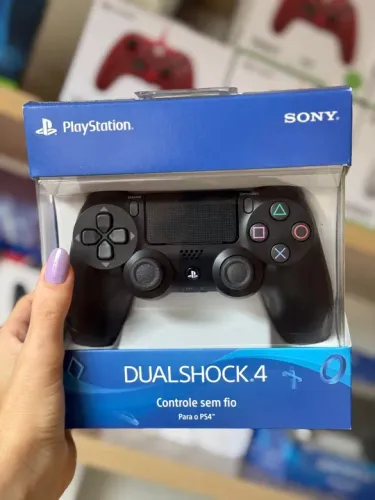 PlayStation.
SONY
DUALSHOCK.4
Controle sem fio
Para o PS4™